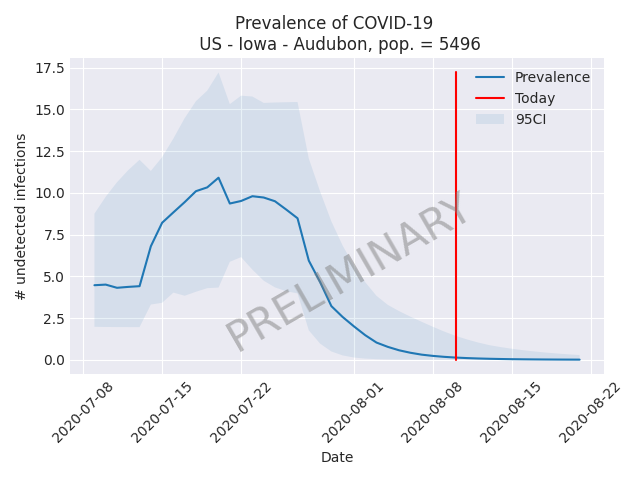 Prevalence of COVID-19
US - Iowa - Audubon, pop. = 5496
17.5
15.0
12.5
10.0
7.5
5.0
2.5
0.0
# undetected infections
Prevalence
Today
95CI
PRELIMINARY
2020-07-08
2020-07-15
2020-07-22
2020-08-01
2020-08-08
2020-08-15
2020-08-22
Date